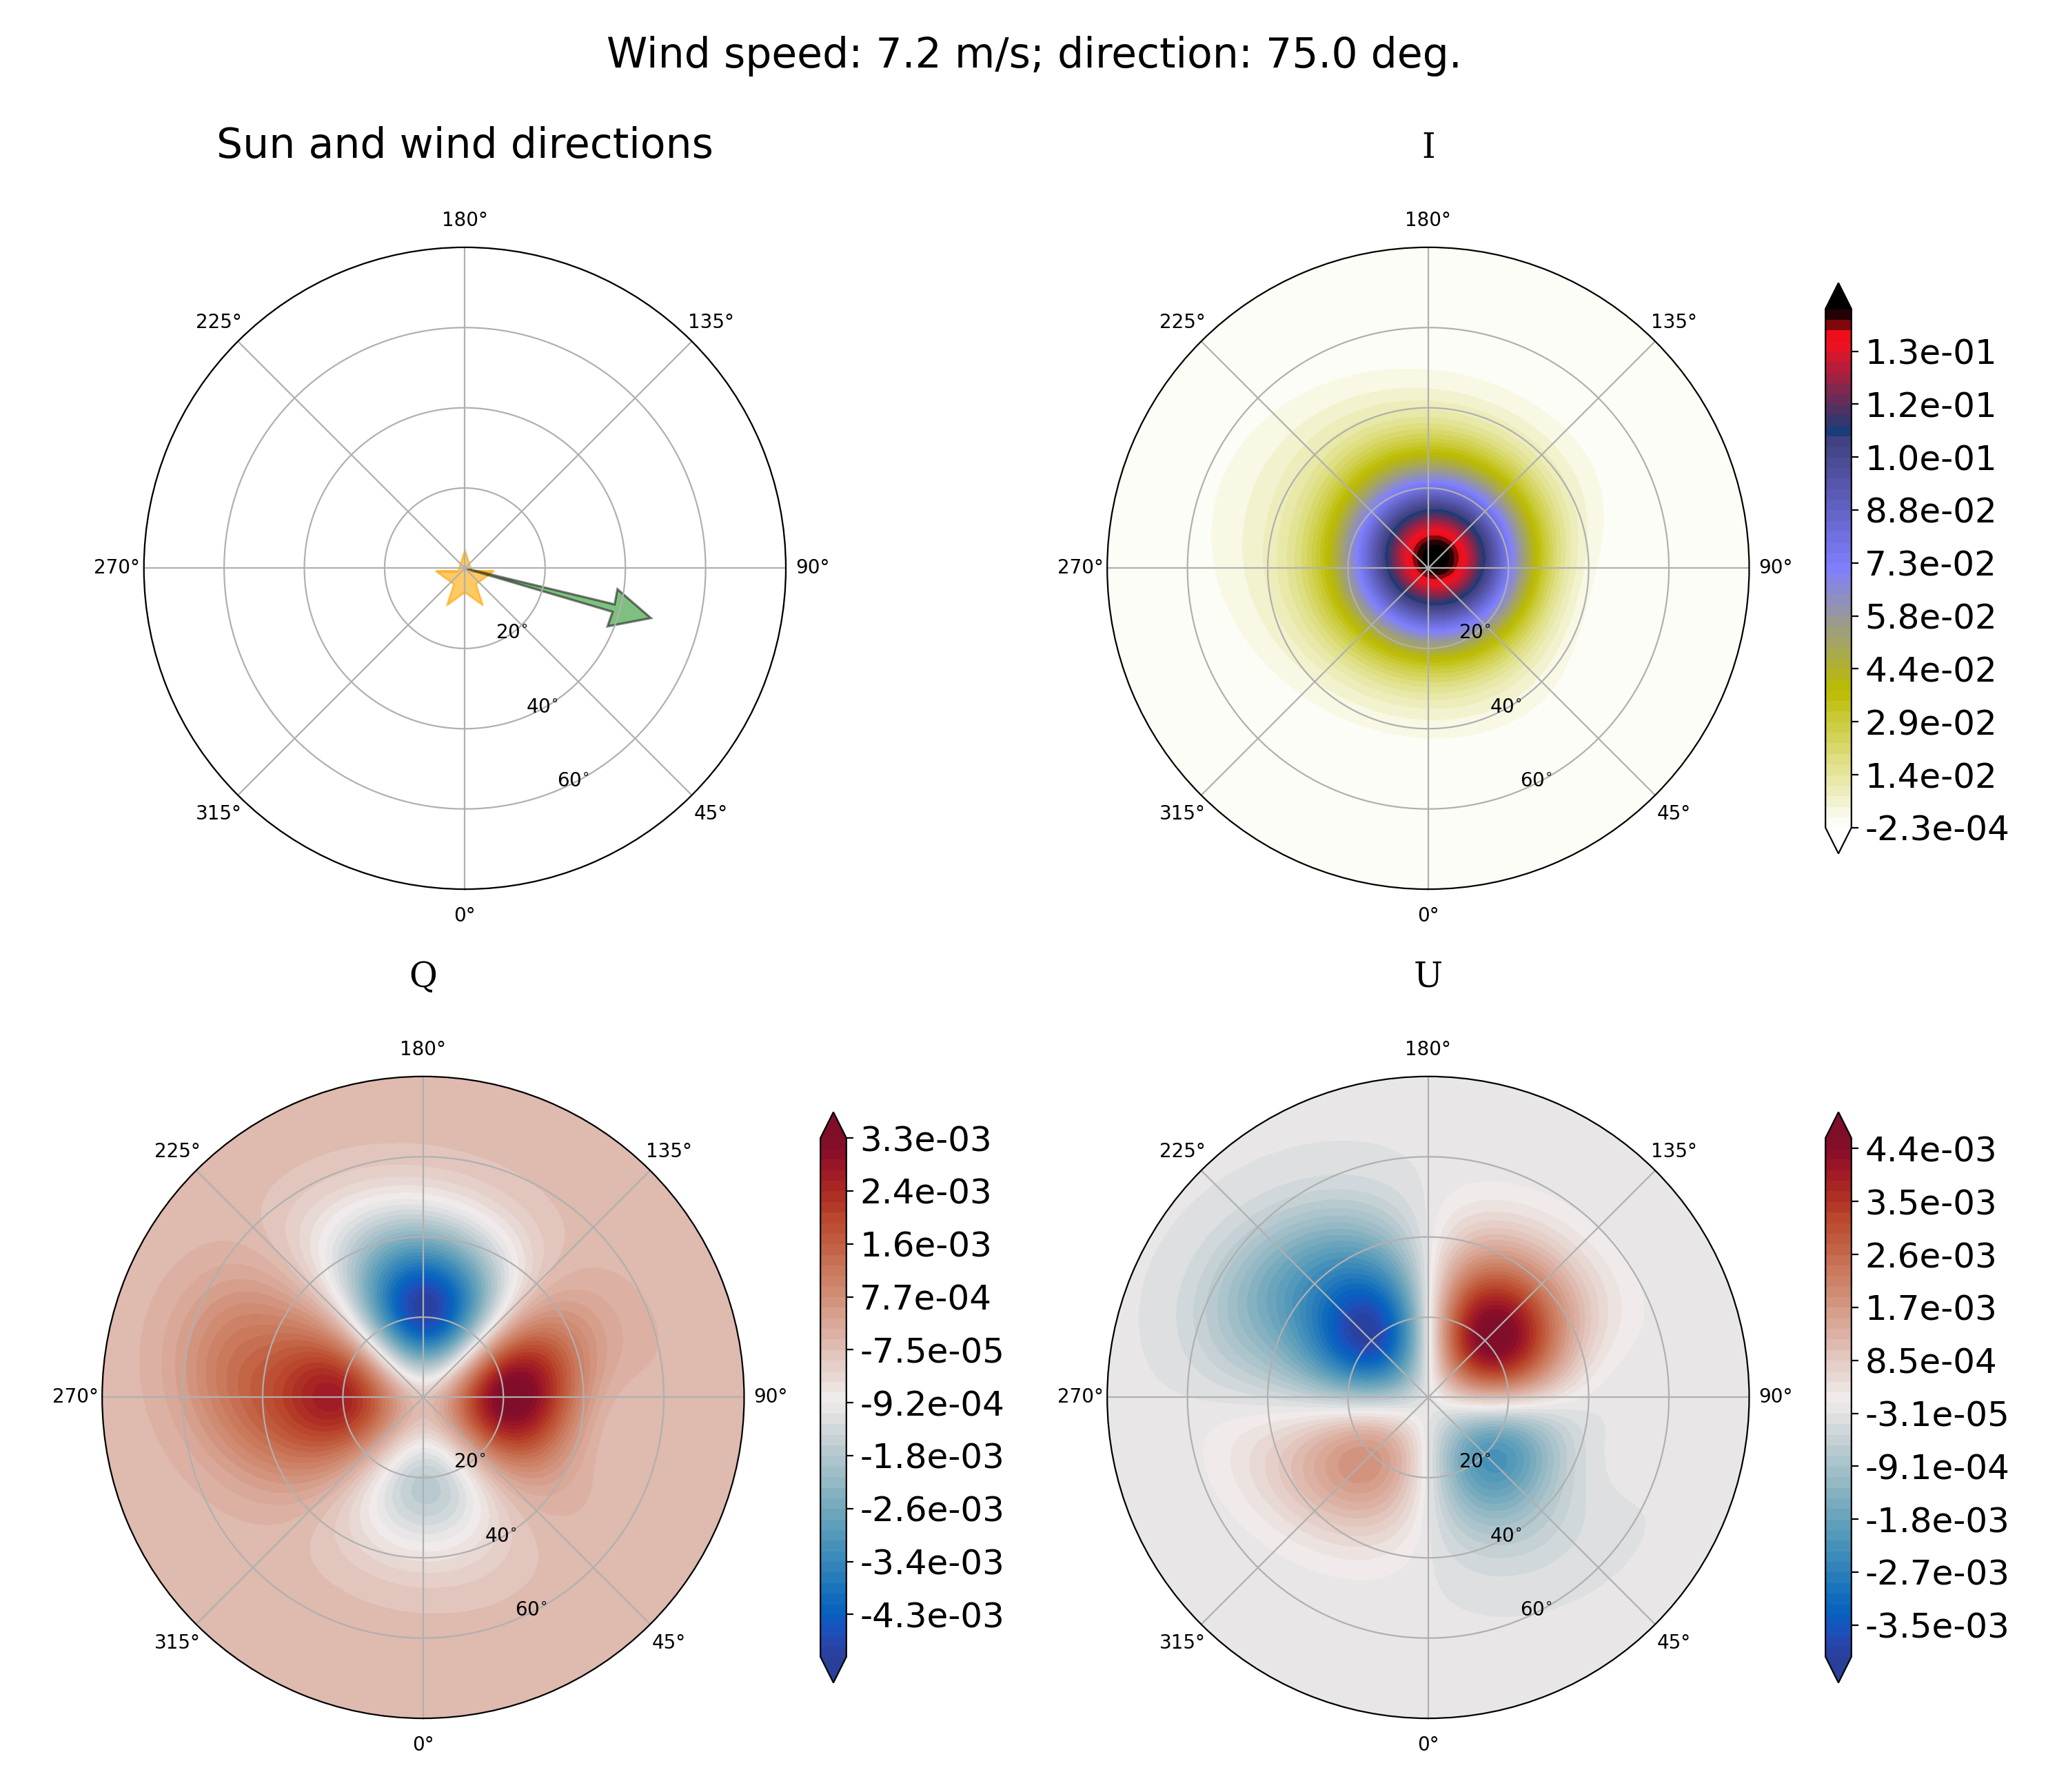 Wind speed: 7.2 m/s; direction: 75.0 deg.
Sun and wind directions
180°
225°
135°
270°
90°
20°
40°
60°
315°
45°
0°
I
180°
225°
135°
270°
90°
20°
40°
60°
315°
45°
0°
1.3e-01
1.2e-01
1.0e-01
8.8e-02
7.3e-02
5.8e-02
4.4e-02
2.9e-02
1.4e-02
-2.3e-04
Q
180°
225°
135°
270°
90°
20°
40°
60°
315°
45°
0°
3.3e-03
2.4e-03
1.6e-03
7.7e-04
-7.5e-05
-9.2e-04
-1.8e-03
-2.6e-03
-3.4e-03
-4.3e-03
U
180°
225°
135°
270°
90°
20°
40°
60°
315°
45°
0°
4.4e-03
3.5e-03
2.6e-03
1.7e-03
8.5e-04
-3.1e-05
-9.1e-04
-1.8e-03
-2.7e-03
-3.5e-03